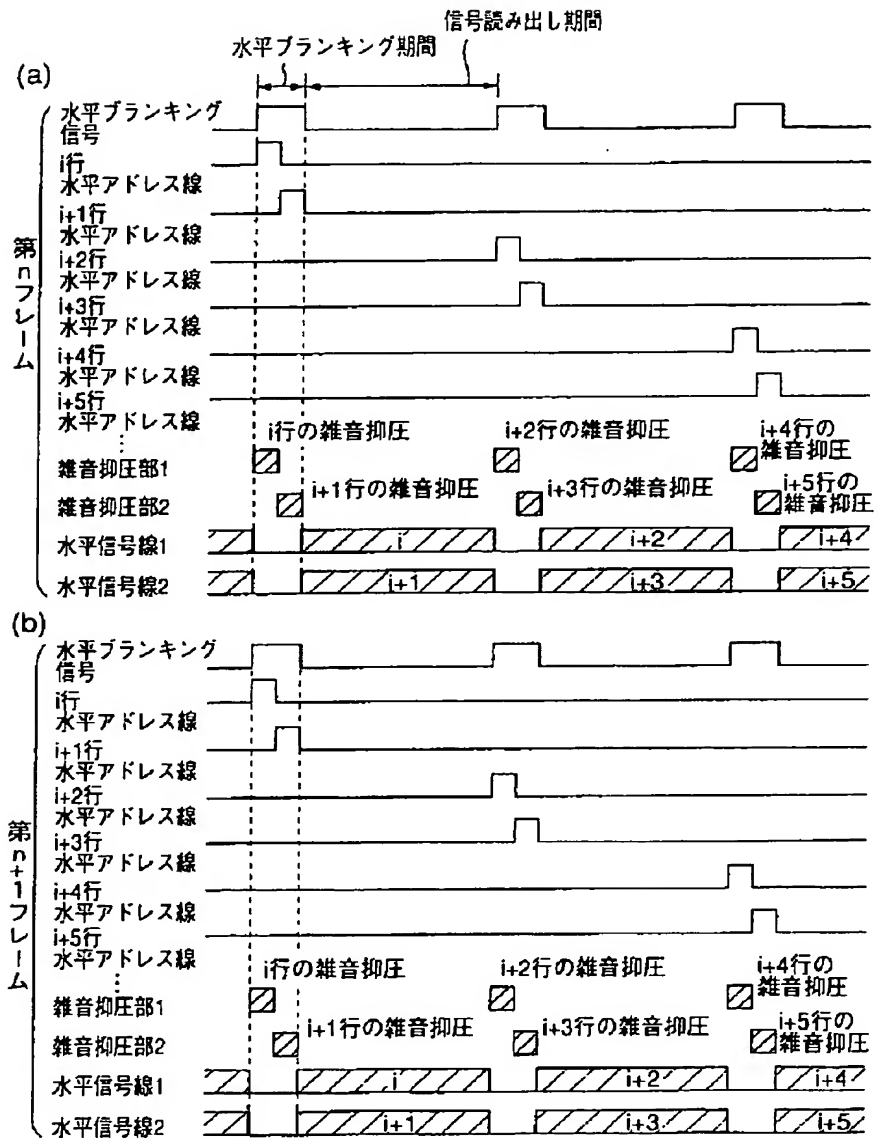 信号読み出し期間
水平ブランキング期間
(a)
水平ブランキング
信号
i行
水平アドレス線
i+1行
水平アドレス線
i+2行
水平アドレス線
i+3行
水平アドレス線
i+4行
水平アドレス線
i+5行
水平アドレス線
⋮
第nフレーム
i行の雑音抑圧
i+2行の雑音抑圧
i+4行の
雑音抑圧
雑音抑圧部1
i+1行の雑音抑圧
i+3行の雑音抑圧
i+5行の
雑音抑圧
雑音抑圧部2
水平信号線1
i
i+2
i+4
水平信号線2
i+1
i+3
i+5
(b)
水平ブランキング
信号
i行
水平アドレス線
i+1行
水平アドレス線
i+2行
水平アドレス線
i+3行
水平アドレス線
i+4行
水平アドレス線
i+5行
水平アドレス線
⋮
第n+1フレーム
i行の雑音抑圧
i+2行の雑音抑圧
i+4行の
雑音抑圧
雑音抑圧部1
i+1行の雑音抑圧
i+3行の雑音抑圧
i+5行の
雑音抑圧
雑音抑圧部2
水平信号線1
i
i+2
i+4
水平信号線2
i+1
i+3
i+5